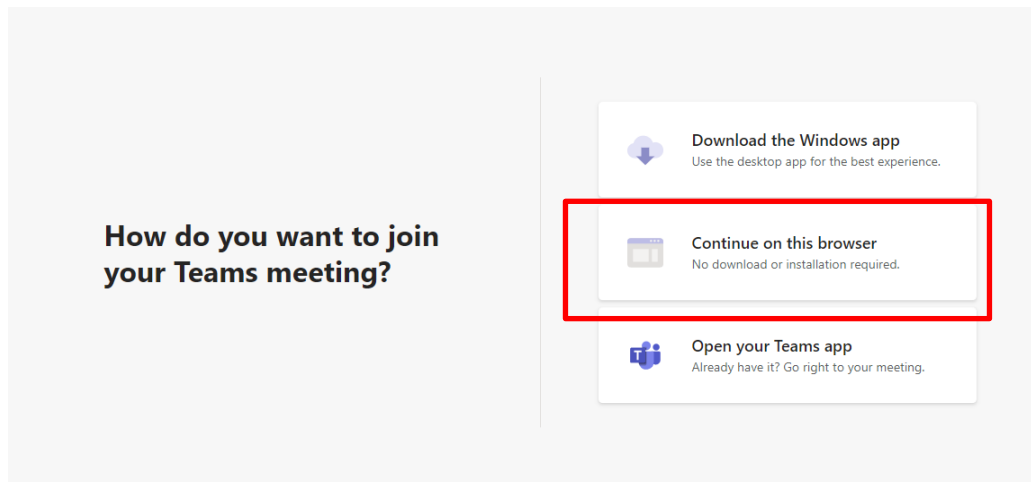 How do you want to join
your Teams meeting?
Download the Windows app
Use the desktop app for the best experience.
Continue on this browser
No download or installation required.
T
Open your Teams app
Already have it? Go right to your meeting.